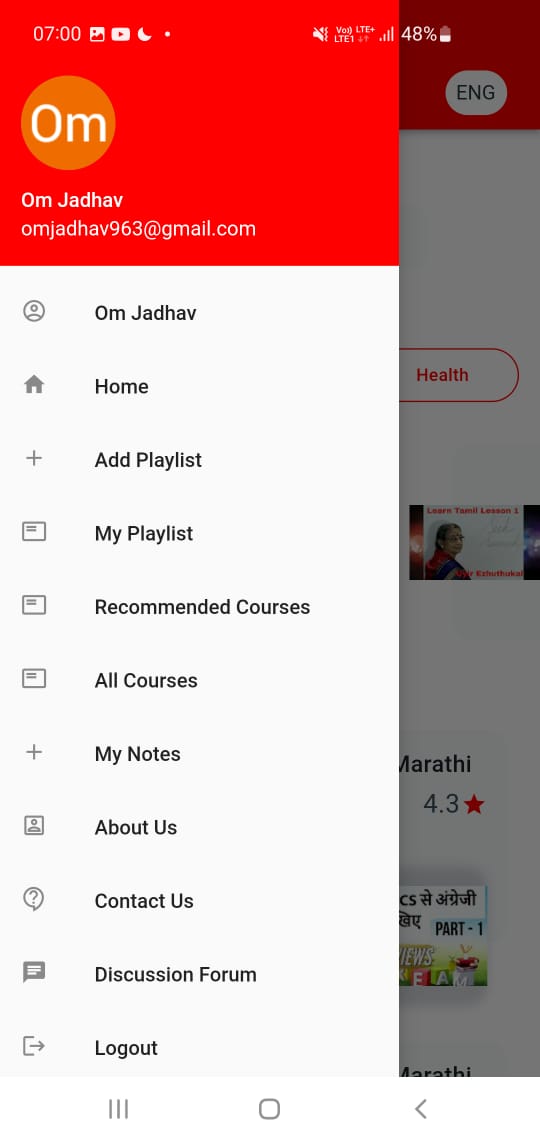 07:00
Vo) LTE+
LTE1
48%
ENG
Om
Om Jadhav
omjadhav963@gmail.com
Om Jadhav
Home
Health
Add Playlist
Learn Tamil Lesson 1
My Playlist
Recommended Courses
All Courses
My Notes
Marathi
4.3
About Us
Contact Us
CS से अंग्रेजी
PART - 1
Discussion Forum
Logout
Marathi